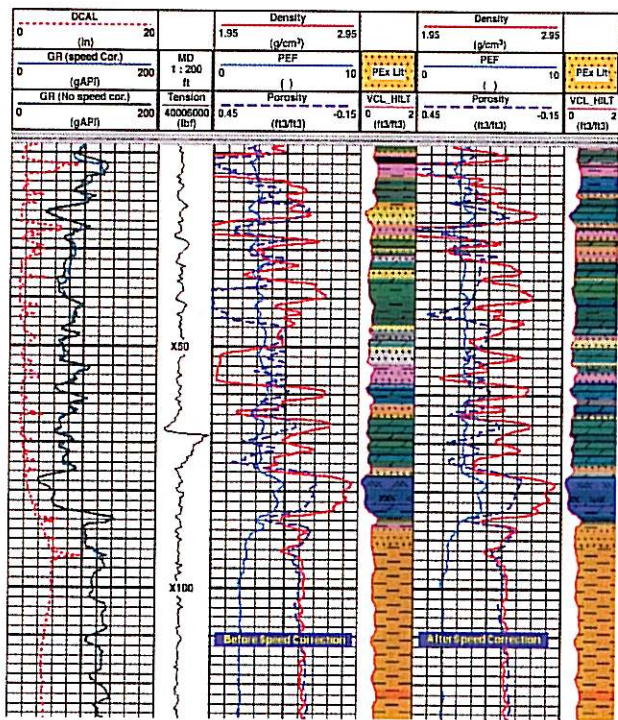 DCAL
0 20
(in)
GR (speed Cor.)
0 200
(gAPI)
GR (No speed cor.)
0 200
(gAPI)
MD
1 : 200
ft
Tension
40006000
(lbf)
Density
1.95 2.95
(g/cm³)
PEF
0 10
( )
Porosity
0.45 -0.15
(ft3/ft3)
PEx Lit
VCL_HILT
0 2
(ft3/ft3)
Density
1.95 2.95
(g/cm³)
PEF
0 10
( )
Porosity
0.45 -0.15
(ft3/ft3)
PEx Lit
VCL_HILT
0 2
(ft3/ft3)
X50
X100
Before Speed Correction
After Speed Correction